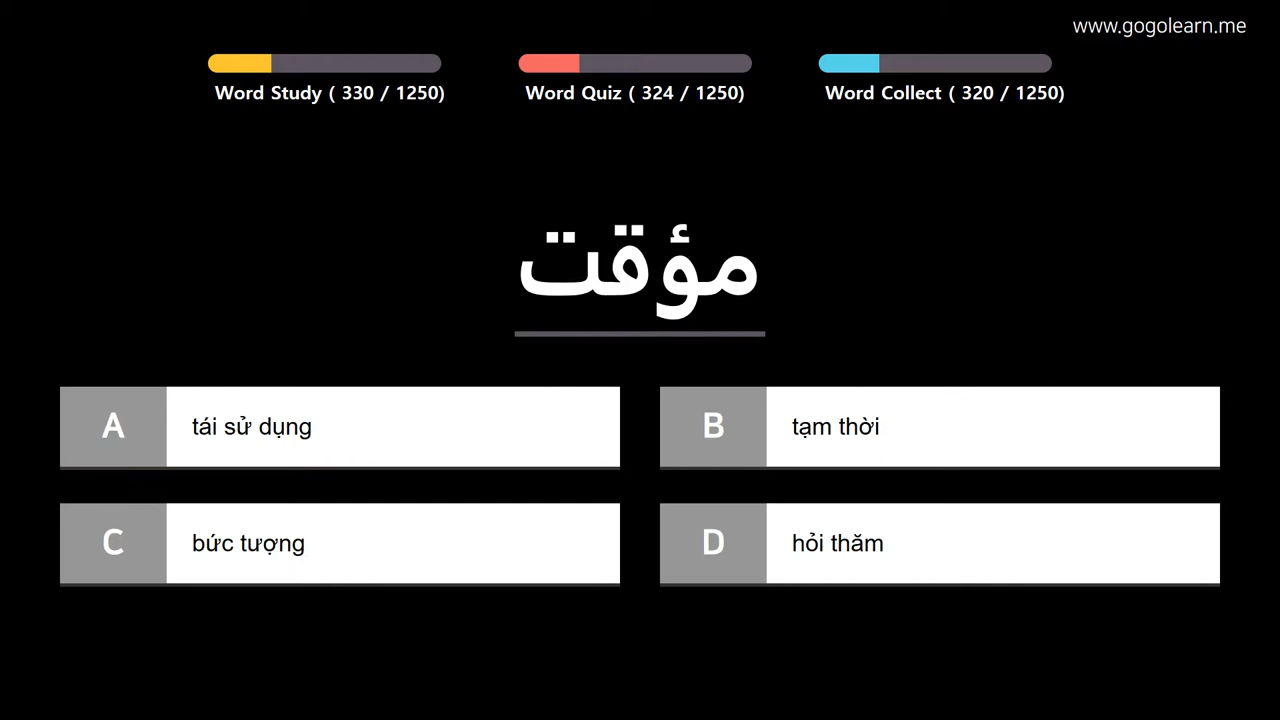 www.gogolearn.me
Word Study ( 330 / 1250)
Word Quiz ( 324 / 1250)
Word Collect ( 320 / 1250)
مؤقت
A
tái sử dụng
B
tạm thời
C
bức tượng
D
hỏi thăm